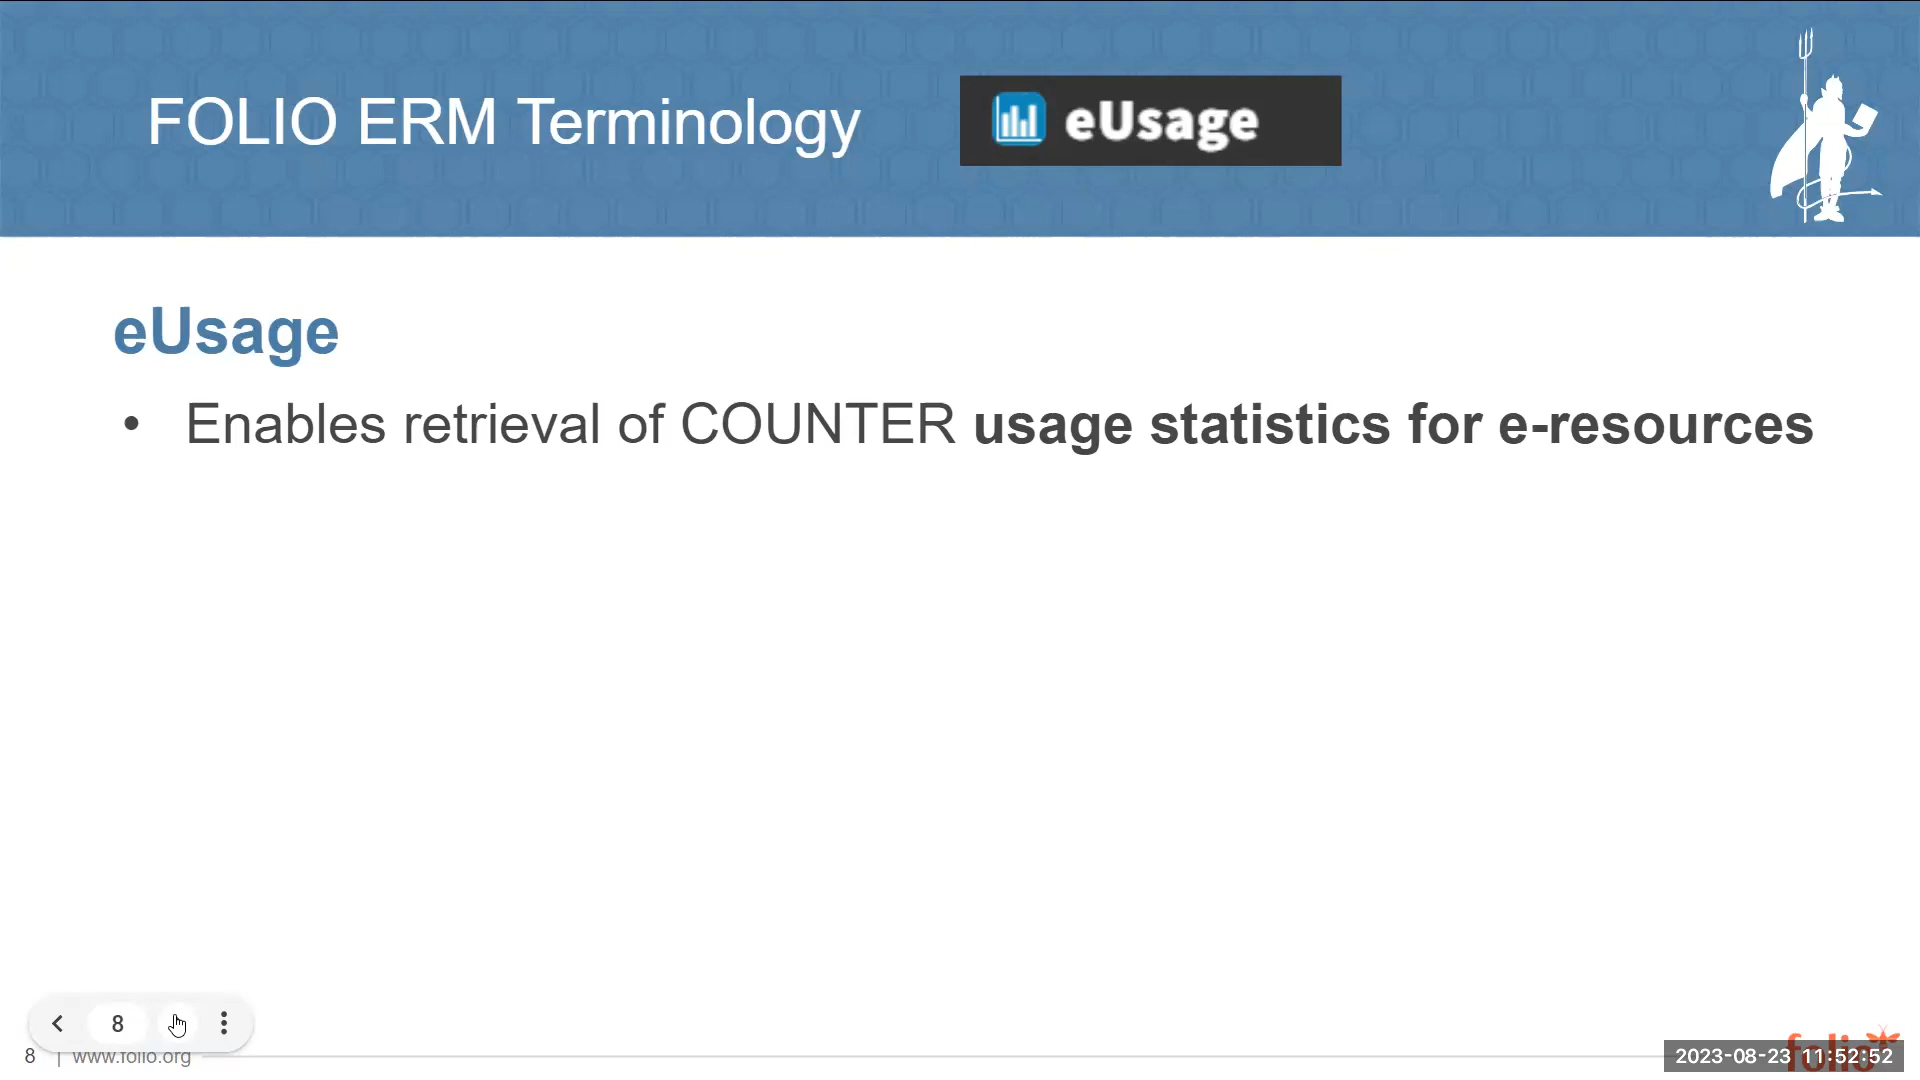 FOLIO ERM Terminology
eUsage
eUsage
• Enables retrieval of COUNTER usage statistics for e-resources
8
8 | www.folio.org
folio
2023-08-23 11:52:52